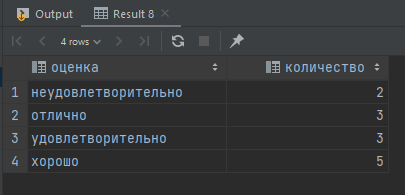 Output Result 8
4 rows
оценка количество
1 неудовлетворительно 2
2 отлично 3
3 удовлетворительно 3
4 хорошо 5